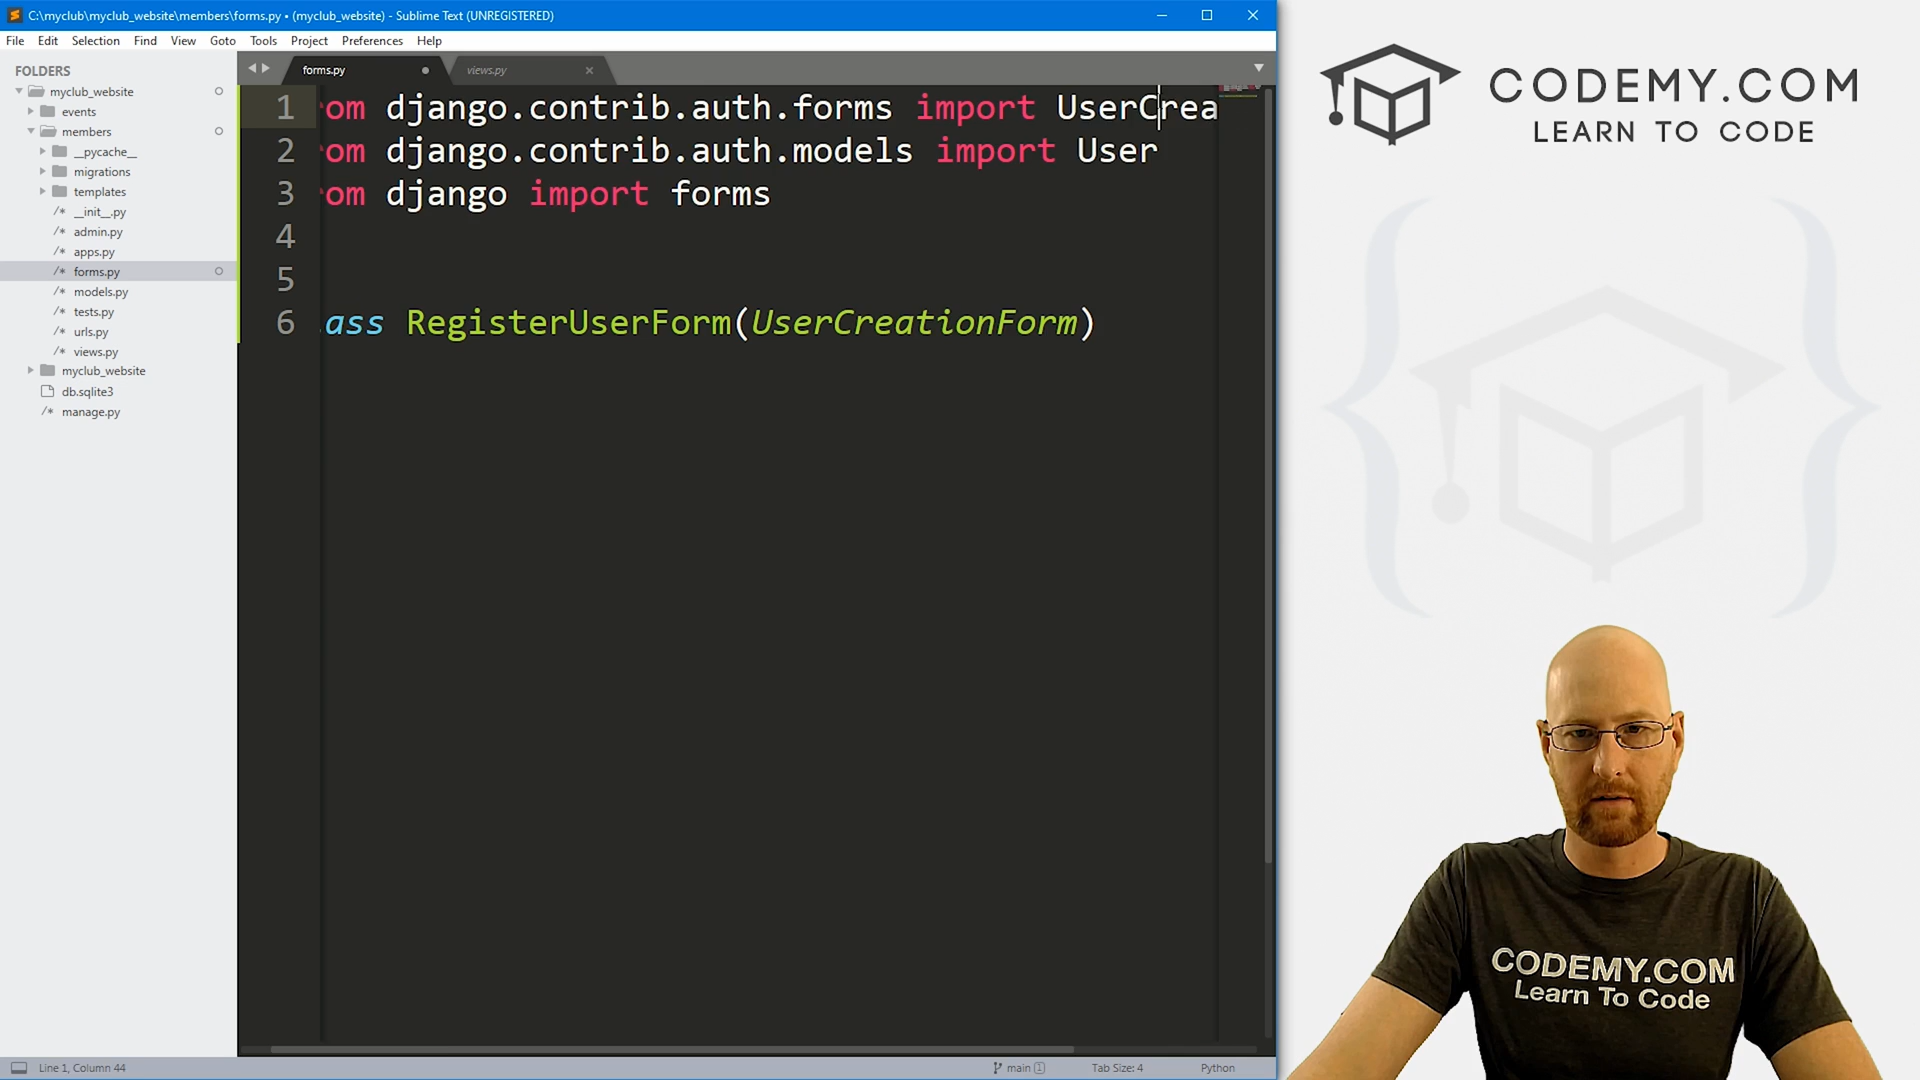 C:\myclub\myclub_website\members\forms.py • (myclub_website) - Sublime Text (UNREGISTERED)
File Edit Selection Find View Goto Tools Project Preferences Help
FOLDERS
myclub_website
events
members
__pycache__
migrations
templates
/* __init__.py
/* admin.py
/* apps.py
/* forms.py
/* models.py
/* tests.py
/* urls.py
/* views.py
myclub_website
db.sqlite3
/* manage.py
forms.py views.py
1 om django.contrib.auth.forms import UserCrea
2 om django.contrib.auth.models import User
3 om django import forms
4
5
6 ass RegisterUserForm(UserCreationForm)
Line 1, Column 44 main 1 Tab Size: 4 Python
CODEMY.COM
LEARN TO CODE
CODEMY.COM
Learn To Code